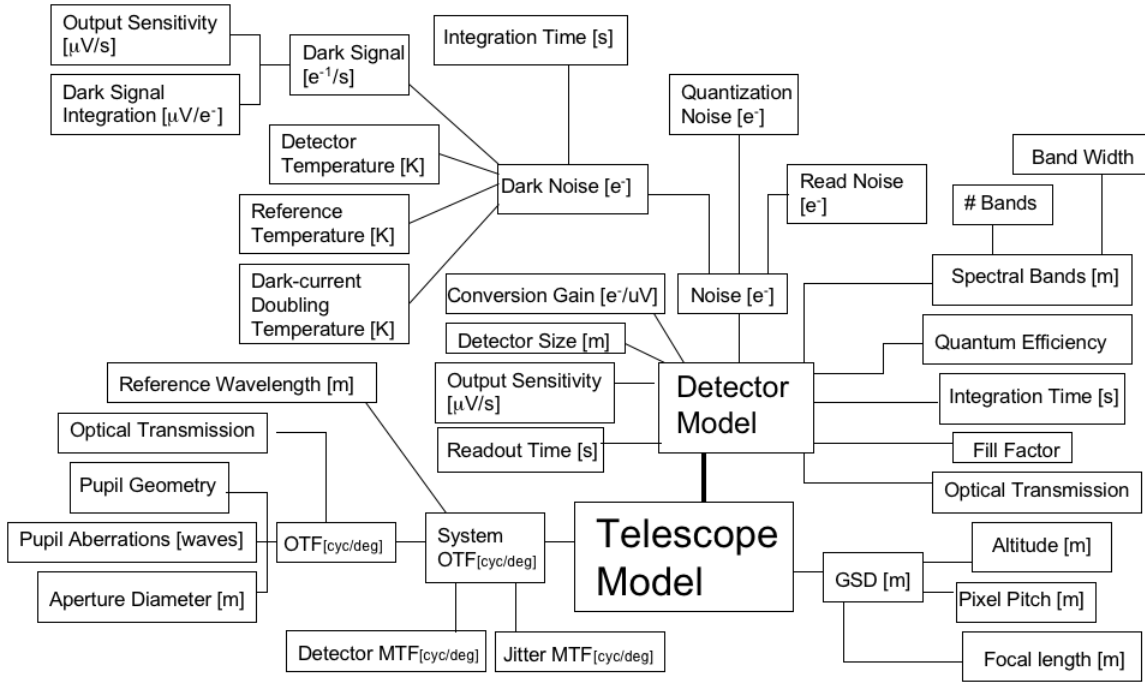 Output Sensitivity
[μV/s]
Dark Signal
Integration [μV/e⁻]
Dark Signal
[e⁻¹/s]
Integration Time [s]
Detector
Temperature [K]
Reference
Temperature [K]
Dark-current
Doubling
Temperature [K]
Dark Noise [e⁻]
Quantization
Noise [e⁻]
Read Noise
[e⁻]
Band Width
# Bands
Spectral Bands [m]
Conversion Gain [e⁻/uV]
Noise [e⁻]
Detector Size [m]
Output Sensitivity
[μV/s]
Readout Time [s]
Detector
Model
Quantum Efficiency
Integration Time [s]
Fill Factor
Optical Transmission
Reference Wavelength [m]
Optical Transmission
Pupil Geometry
Pupil Aberrations [waves]
Aperture Diameter [m]
OTF[cyc/deg]
System
OTF[cyc/deg]
Detector MTF[cyc/deg]
Jitter MTF[cyc/deg]
Telescope
Model
GSD [m]
Altitude [m]
Pixel Pitch [m]
Focal length [m]